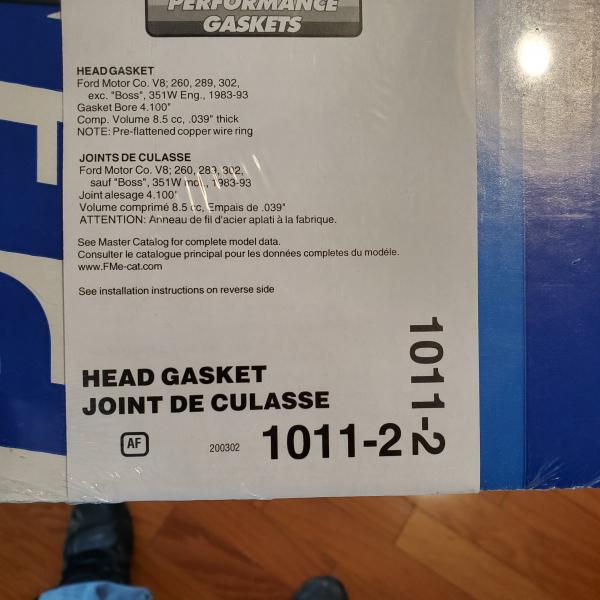 PERFORMANCE
GASKETS
HEAD GASKET
Ford Motor Co. V8; 260, 289, 302,
exc. "Boss", 351W Eng., 1983-93
Gasket Bore 4.100"
Comp. Volume 8.5 cc, .039" thick
NOTE: Pre-flattened copper wire ring
JOINTS DE CULASSE
Ford Motor Co. V8; 260, 289, 302,
sauf "Boss", 351W mot., 1983-93
Joint alesage 4.100"
Volume comprimé 8.5 cc, Empais de .039"
ATTENTION: Anneau de fil d'acier aplati à la fabrique.
See Master Catalog for complete model data.
Consulter le catalogue principal pour les données completes du modéle.
www.FMe-cat.com
See installation instructions on reverse side
HEAD GASKET
JOINT DE CULASSE
AF
200302
1011-2
1011-2